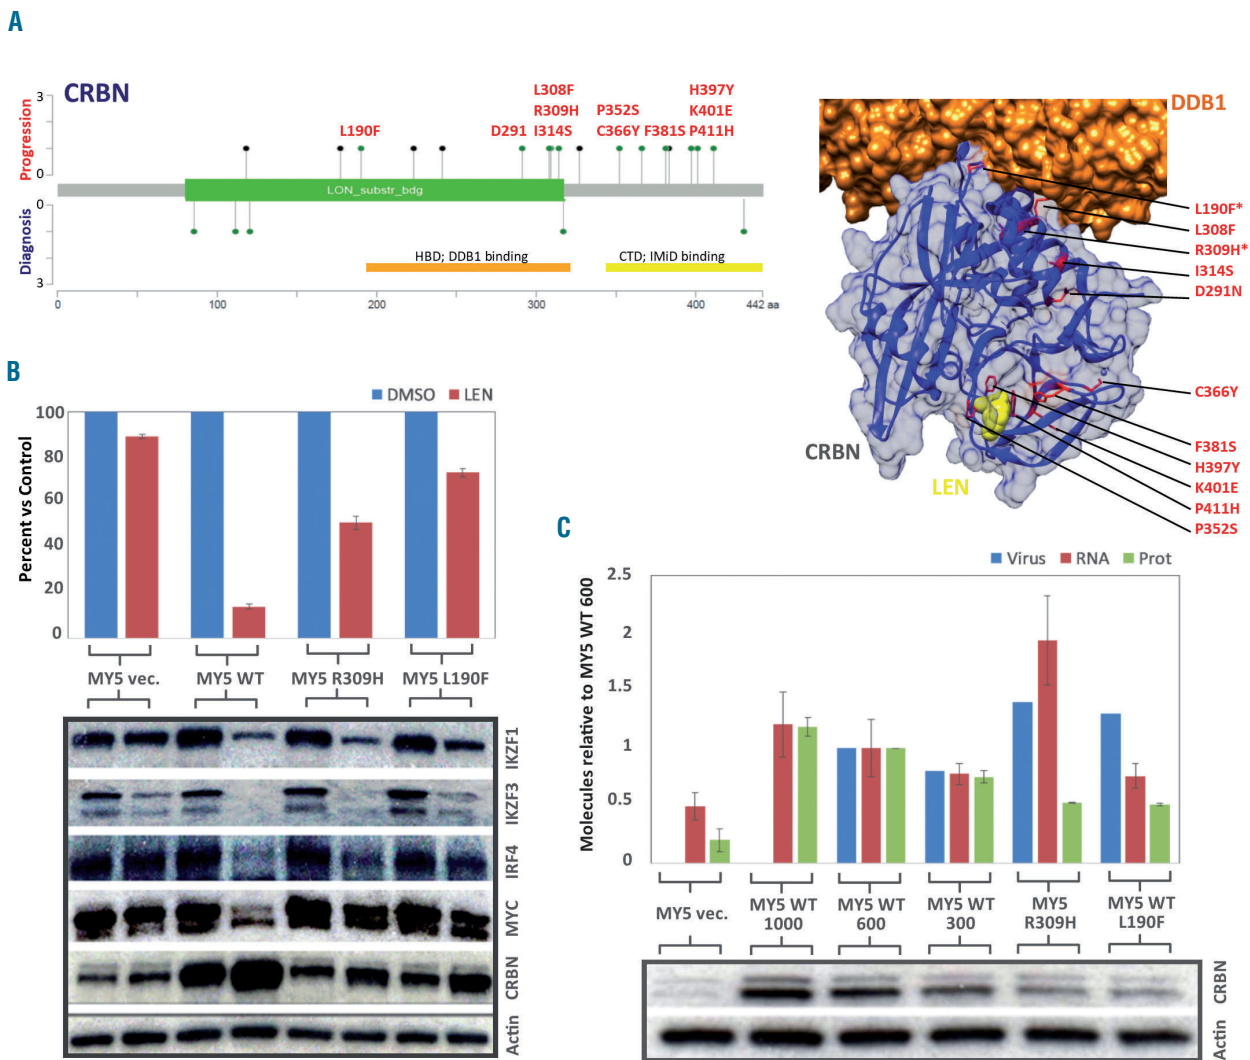 A
CRBN
Progression
3
0
L308F
H397Y
R309H
P352S
K401E
L190F
D291
I314S
C366Y
F381S
P411H
LON_substr_bdg
Diagnosis
0
3
HBD; DDB1 binding
CTD; IMiD binding
0
100
200
300
400
442 aa
DDB1
L190F*
L308F
R309H*
I314S
D291N
C366Y
F381S
H397Y
K401E
P411H
P352S
CRBN
LEN
B
DMSO
LEN
Percent vs Control
100
80
60
40
20
0
MY5 vec.
MY5 WT
MY5 R309H
MY5 L190F
IKZF1
IKZF3
IRF4
MYC
CRBN
Actin
C
Virus
RNA
Prot
Molecules relative to MY5 WT 600
2.5
2
1.5
1
0.5
0
MY5 vec.
MY5 WT
1000
MY5 WT
600
MY5 WT
300
MY5
R309H
MY5 WT
L190F
CRBN
Actin